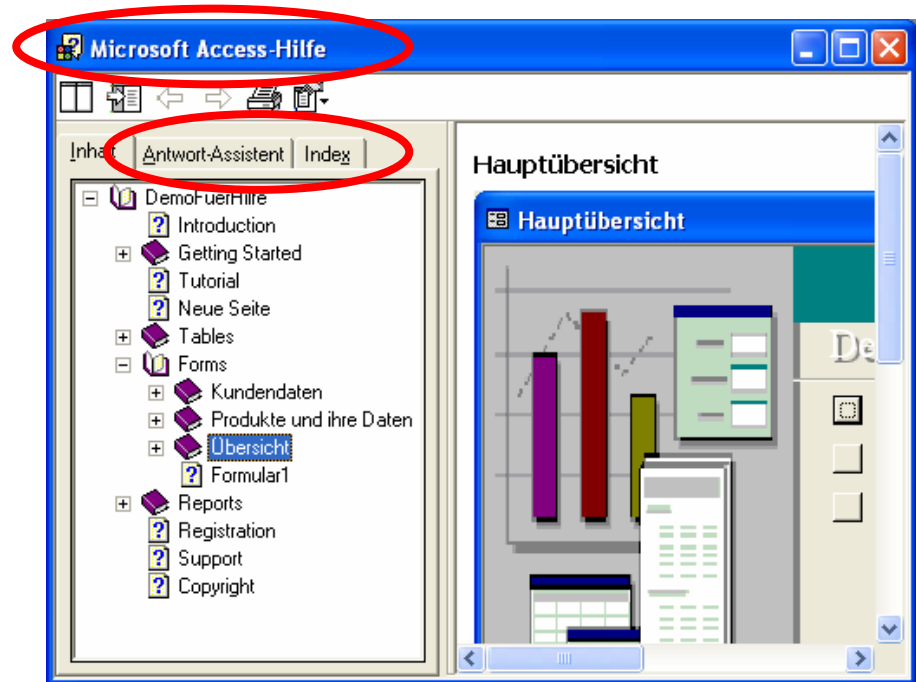 Microsoft Access-Hilfe
Inhalt
Antwort-Assistent
Index
DemoFuerHilfe
Introduction
Getting Started
Tutorial
Neue Seite
Tables
Forms
Kundendaten
Produkte und ihre Daten
Übersicht
Formular1
Reports
Registration
Support
Copyright
Hauptübersicht
Hauptübersicht
De